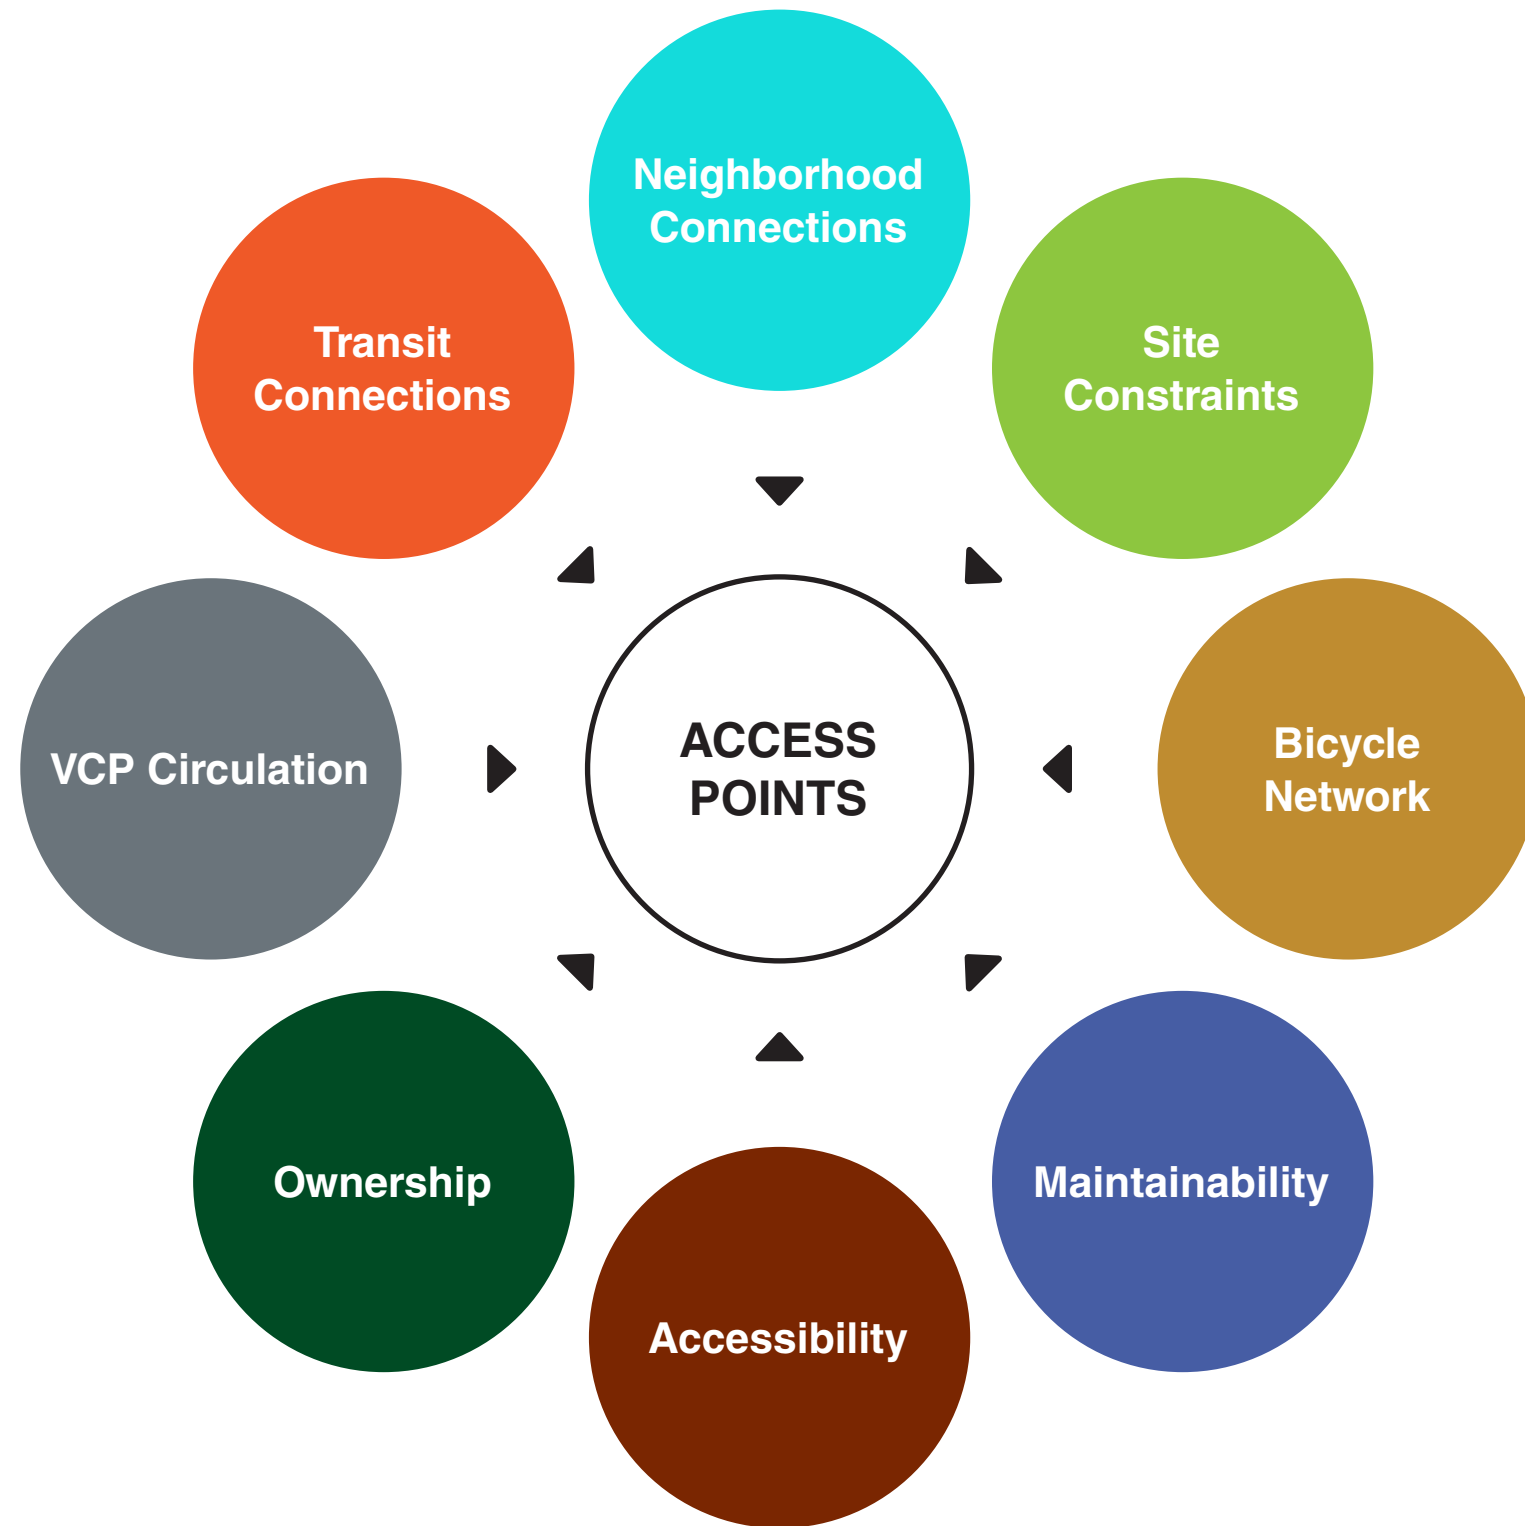 Neighborhood
Connections
Transit
Connections
Site
Constraints
VCP Circulation
ACCESS
POINTS
Bicycle
Network
Ownership
Maintainability
Accessibility